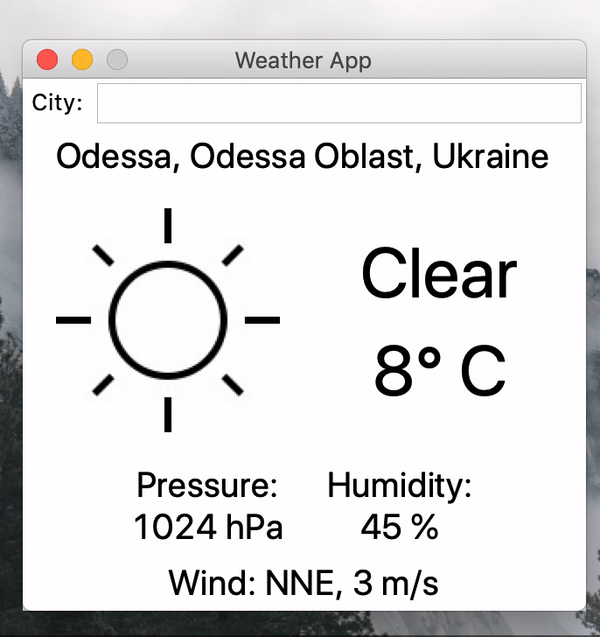 Weather App
City:
Odessa, Odessa Oblast, Ukraine
Clear
8° C
Pressure:
1024 hPa
Humidity:
45 %
Wind: NNE, 3 m/s